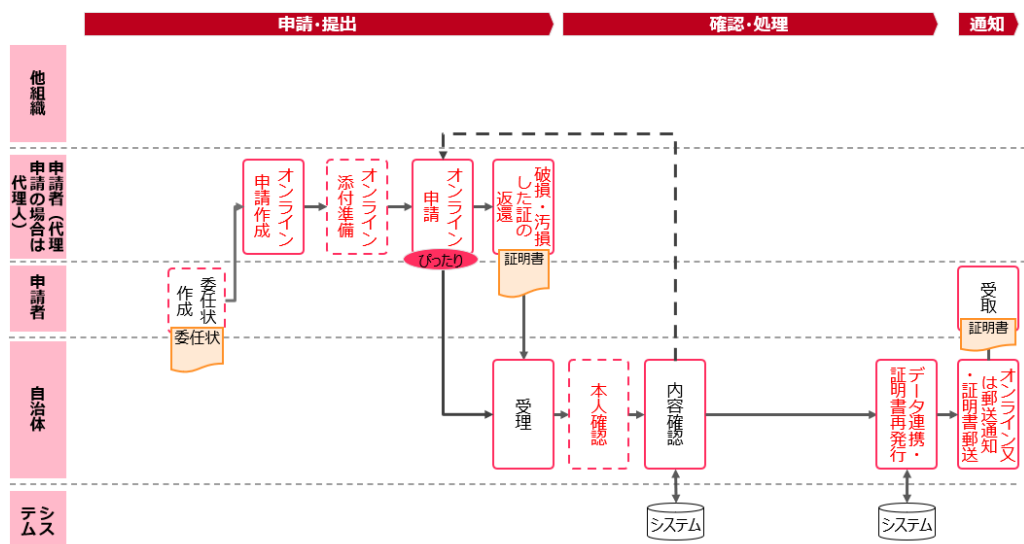 申請・提出
確認・処理
通知
他組織
申請者（代理
申請の場合は
代理人）
オンライン
申請作成
オンライン
添付準備
オンライン
申請
ぴったり
破損・汚損
した証の
返還
証明書
申請者
委任状
作成
委任状
受取
証明書
自治体
受理
本人確認
内容確認
データ連携・
証明書再発行
オンライン又
は郵送通知
・証明書郵送
シス
テム
システム
システム